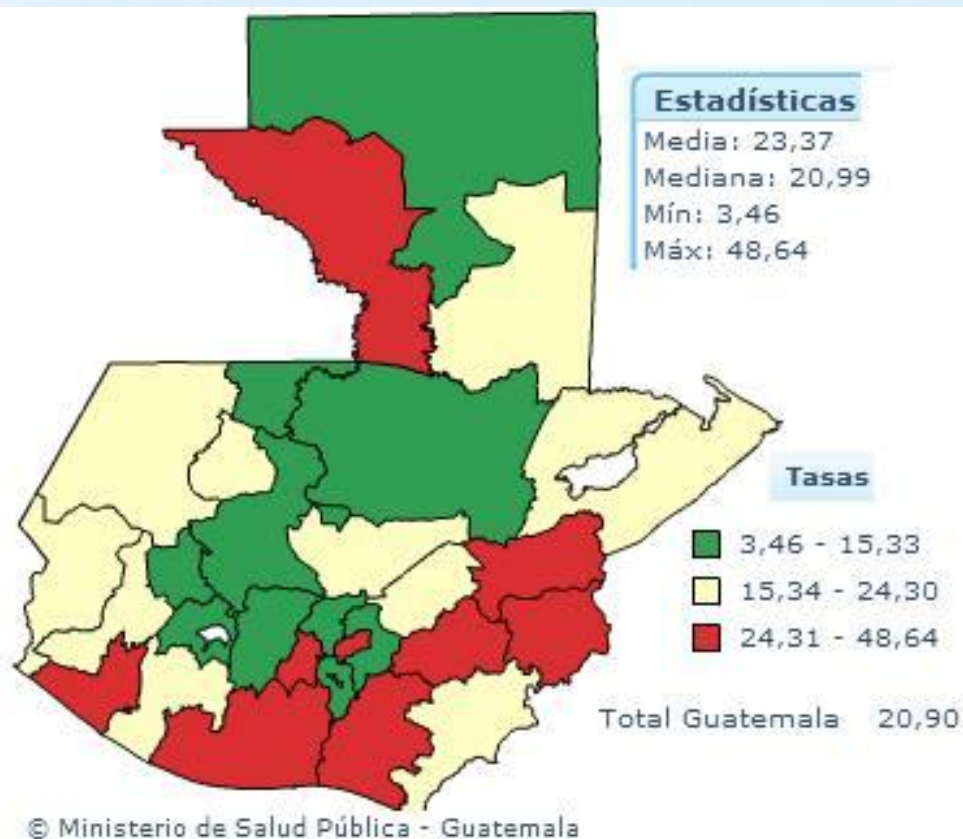 Estadísticas
Media: 23,37
Mediana: 20,99
Mín: 3,46
Máx: 48,64
Tasas
3,46 - 15,33
15,34 - 24,30
24,31 - 48,64
Total Guatemala 20,90
© Ministerio de Salud Pública - Guatemala